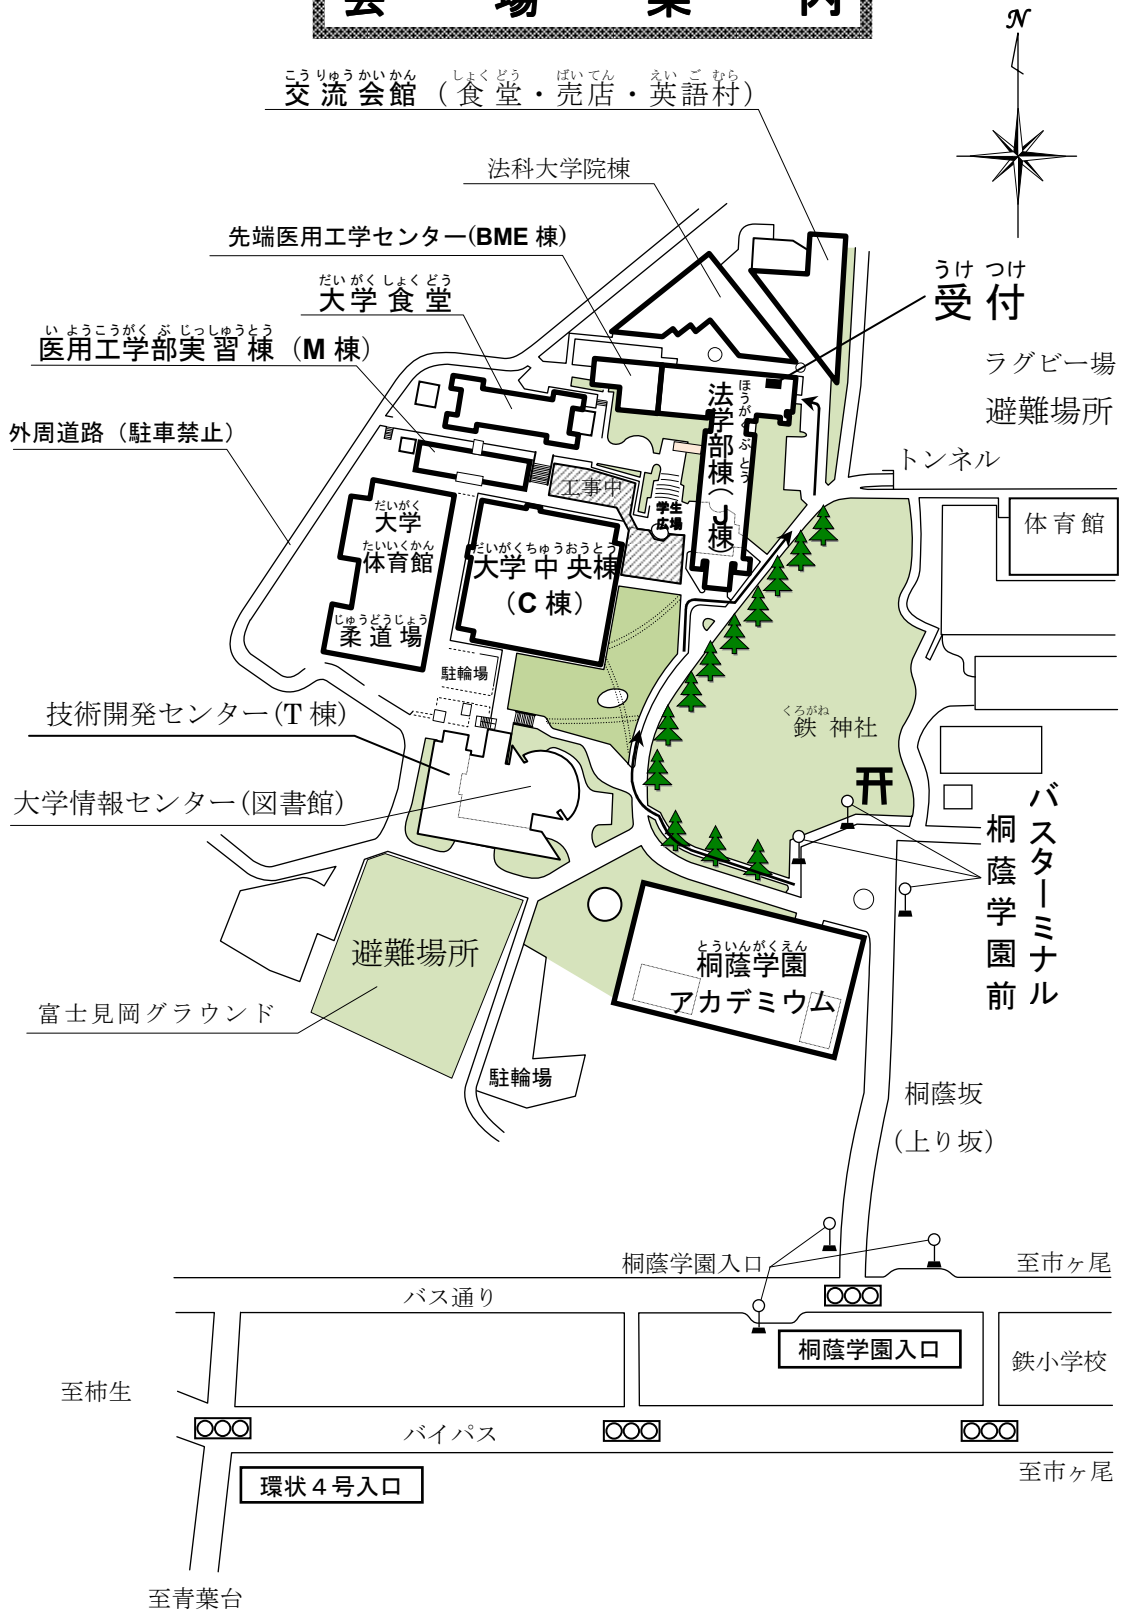 会場案内
N
こうりゅうかいかん しょくどう ばいてん えいごむら
交流会館（食堂・売店・英語村）
法科大学院棟
先端医用工学センター(BME 棟)
うけ つけ
受付
だいがくしょくどう
大学食堂
いようこうがくぶじっしゅうとう
医用工学部実習棟（M 棟）
ラグビー場
避難場所
外周道路（駐車禁止）
ほうがくぶとう
法学部棟（J棟）
トンネル
工事中
学生
広場
体育館
だいがく
大学
たいいくかん
体育館
じゅうどうじょう
柔道場
だいがくちゅうおうとう
大学中央棟
（C 棟）
駐輪場
技術開発センター(T 棟)
くろがね
鉄 神社
大学情報センター(図書館)
バスターミナル
桐蔭学園前
避難場所
とういんがくえん
桐蔭学園
アカデミウム
富士見岡グラウンド
駐輪場
桐蔭坂
（上り坂）
桐蔭学園入口
至市ヶ尾
バス通り
桐蔭学園入口
鉄小学校
至柿生
バイパス
至市ヶ尾
環状４号入口
至青葉台